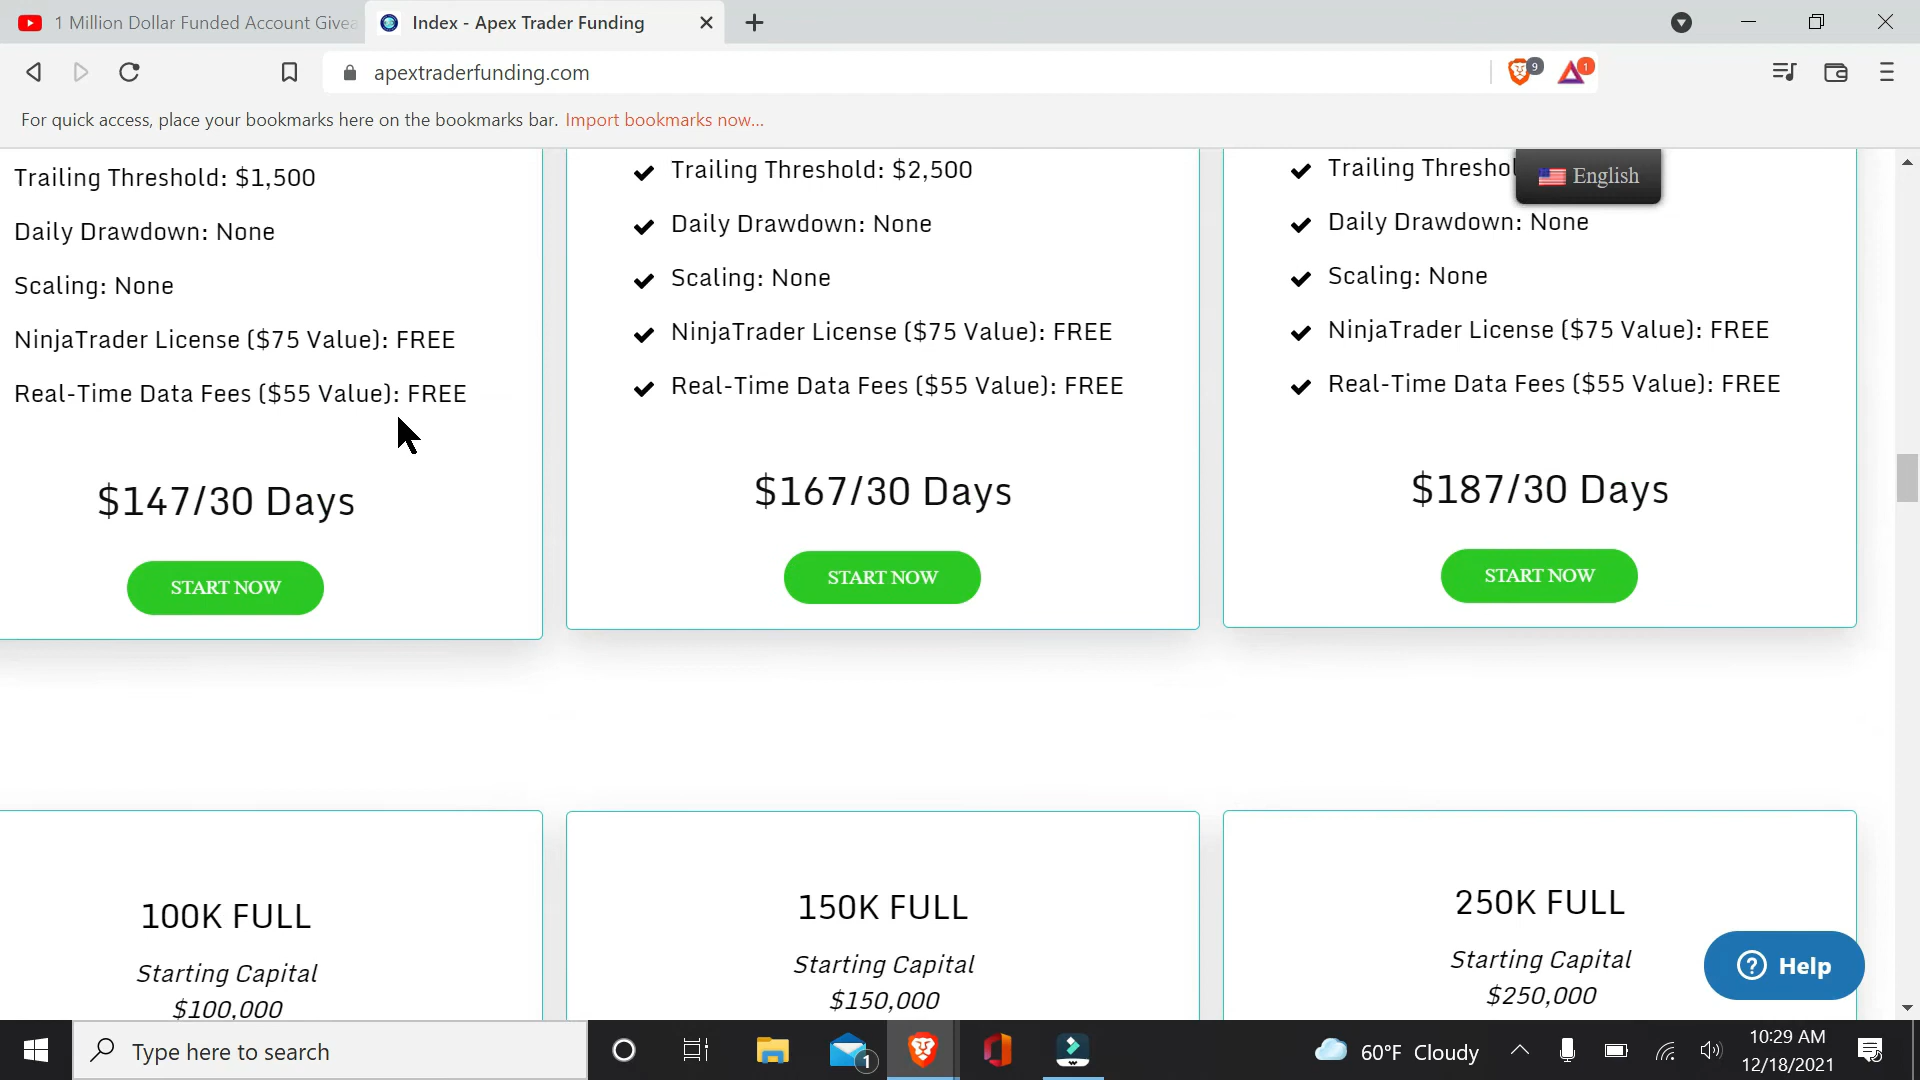 1 Million Dollar Funded Account Givea
Index - Apex Trader Funding
apextraderfunding.com
9
1
For quick access, place your bookmarks here on the bookmarks bar. Import bookmarks now...
English
Trailing Threshold: $1,500
Daily Drawdown: None
Scaling: None
NinjaTrader License ($75 Value): FREE
Real-Time Data Fees ($55 Value): FREE
$147/30 Days
START NOW
Trailing Threshold: $2,500
Daily Drawdown: None
Scaling: None
NinjaTrader License ($75 Value): FREE
Real-Time Data Fees ($55 Value): FREE
$167/30 Days
START NOW
Trailing Threshol
Daily Drawdown: None
Scaling: None
NinjaTrader License ($75 Value): FREE
Real-Time Data Fees ($55 Value): FREE
$187/30 Days
START NOW
100K FULL
Starting Capital
$100,000
150K FULL
Starting Capital
$150,000
250K FULL
Starting Capital
$250,000
Help
Type here to search
1
60°F Cloudy
10:29 AM
12/18/2021